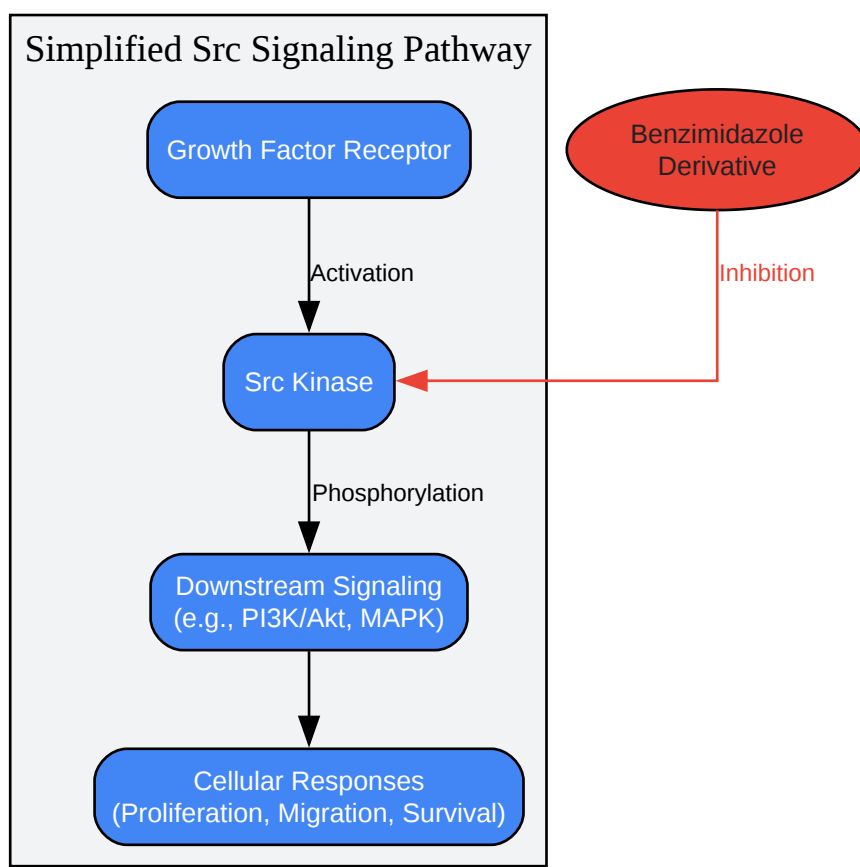 Simplified Src Signaling Pathway
Growth Factor Receptor
Benzimidazole
Derivative
Activation
Inhibition
Src Kinase
Phosphorylation
Downstream Signaling
(e.g., PI3K/Akt, MAPK)
Cellular Responses
(Proliferation, Migration, Survival)